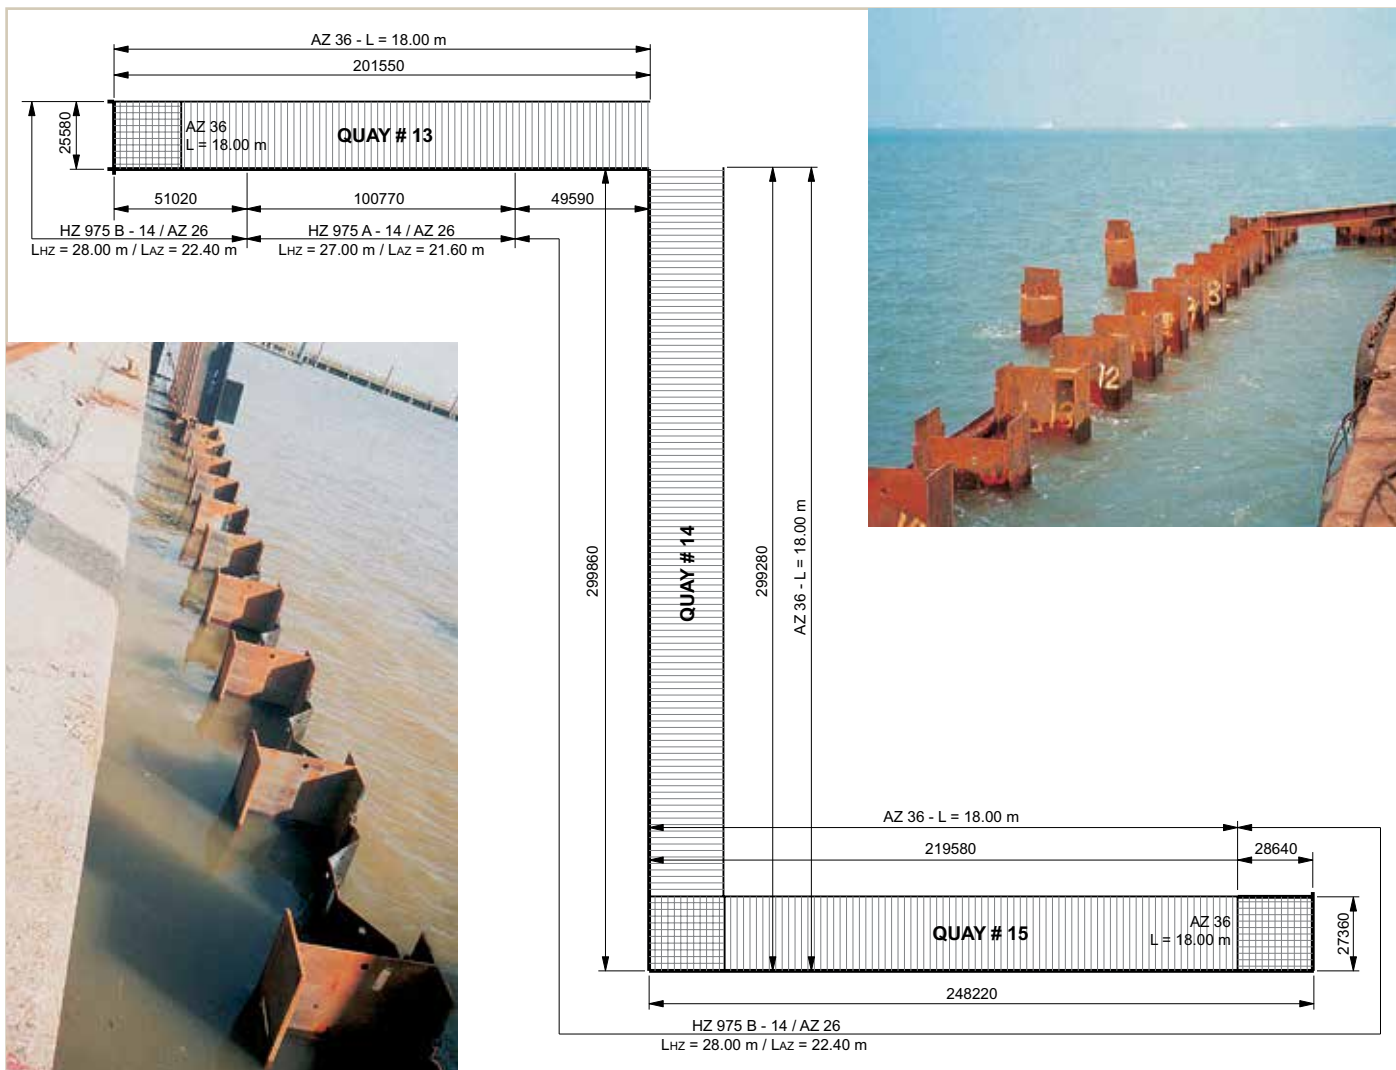 AZ 36 - L = 18.00 m
201550
25580
AZ 36
L = 18.00 m
QUAY # 13
51020
100770
49590
HZ 975 B - 14 / AZ 26
LHZ = 28.00 m / LAZ = 22.40 m
HZ 975 A - 14 / AZ 26
LHZ = 27.00 m / LAZ = 21.60 m
8
12
13
299860
QUAY # 14
299280
AZ 36 - L = 18.00 m
AZ 36 - L = 18.00 m
219580
28640
QUAY # 15
AZ 36
L = 18.00 m
27360
248220
HZ 975 B - 14 / AZ 26
LHZ = 28.00 m / LAZ = 22.40 m